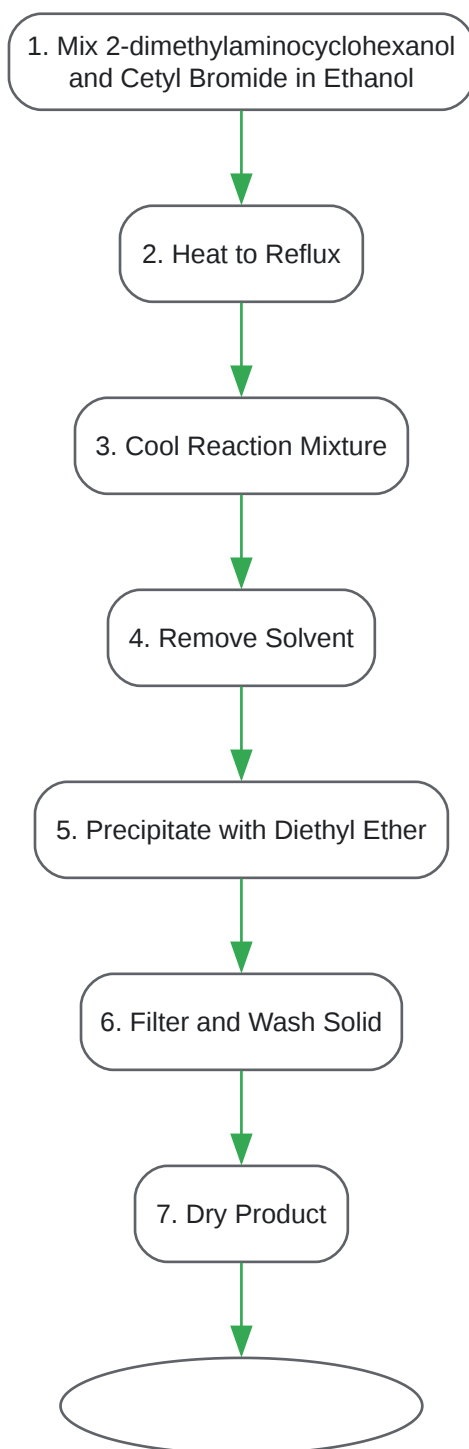 1. Mix 2-dimethylaminocyclohexanol
and Cetyl Bromide in Ethanol
2. Heat to Reflux
3. Cool Reaction Mixture
4. Remove Solvent
5. Precipitate with Diethyl Ether
6. Filter and Wash Solid
7. Dry Product